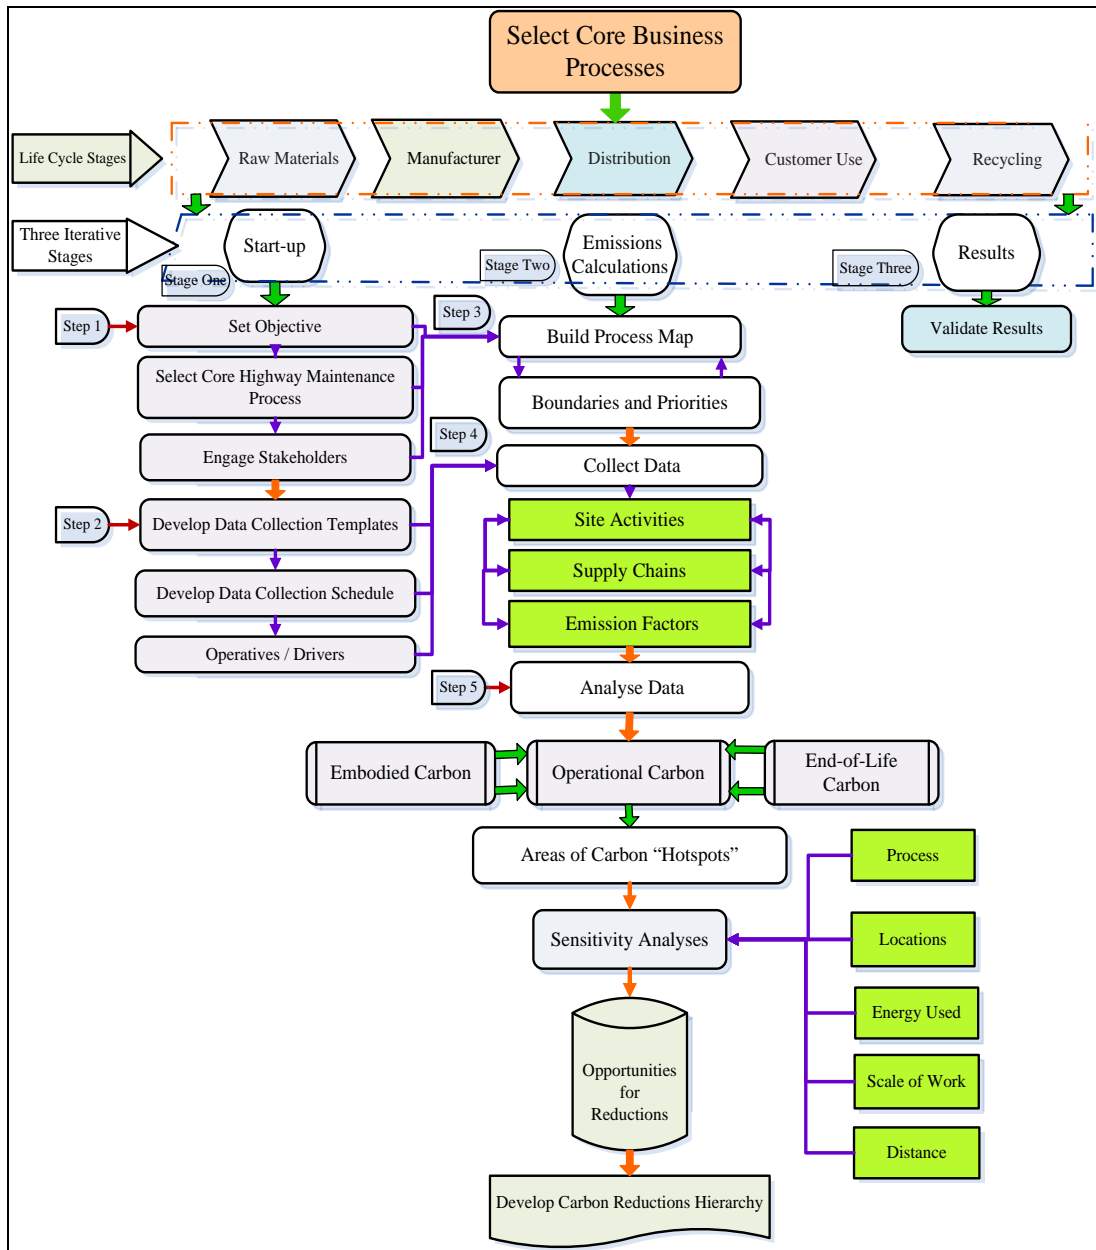 Select Core Business
Processes
Life Cycle Stages
Raw Materials
Manufacturer
Distribution
Customer Use
Recycling
Three Iterative
Stages
Start-up
Emissions
Calculations
Results
Stage One
Stage Two
Stage Three
Step 1
Set Objective
Step 3
Build Process Map
Validate Results
Select Core Highway Maintenance
Process
Boundaries and Priorities
Engage Stakeholders
Step 4
Collect Data
Step 2
Develop Data Collection Templates
Site Activities
Develop Data Collection Schedule
Supply Chains
Operatives / Drivers
Emission Factors
Step 5
Analyse Data
Embodied Carbon
Operational Carbon
End-of-Life
Carbon
Areas of Carbon “Hotspots”
Process
Sensitivity Analyses
Locations
Energy Used
Opportunities
for
Reductions
Scale of Work
Distance
Develop Carbon Reductions Hierarchy